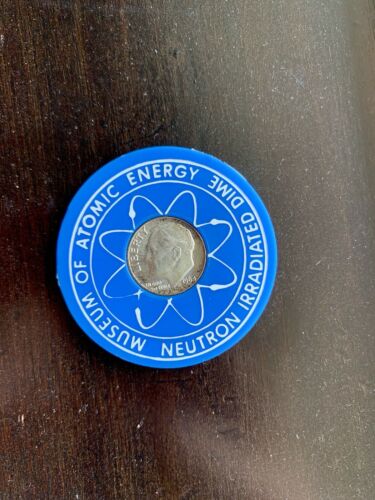 MUSEUM OF ATOMIC ENERGY
NEUTRON IRRADIATED DIME
LIBERTY